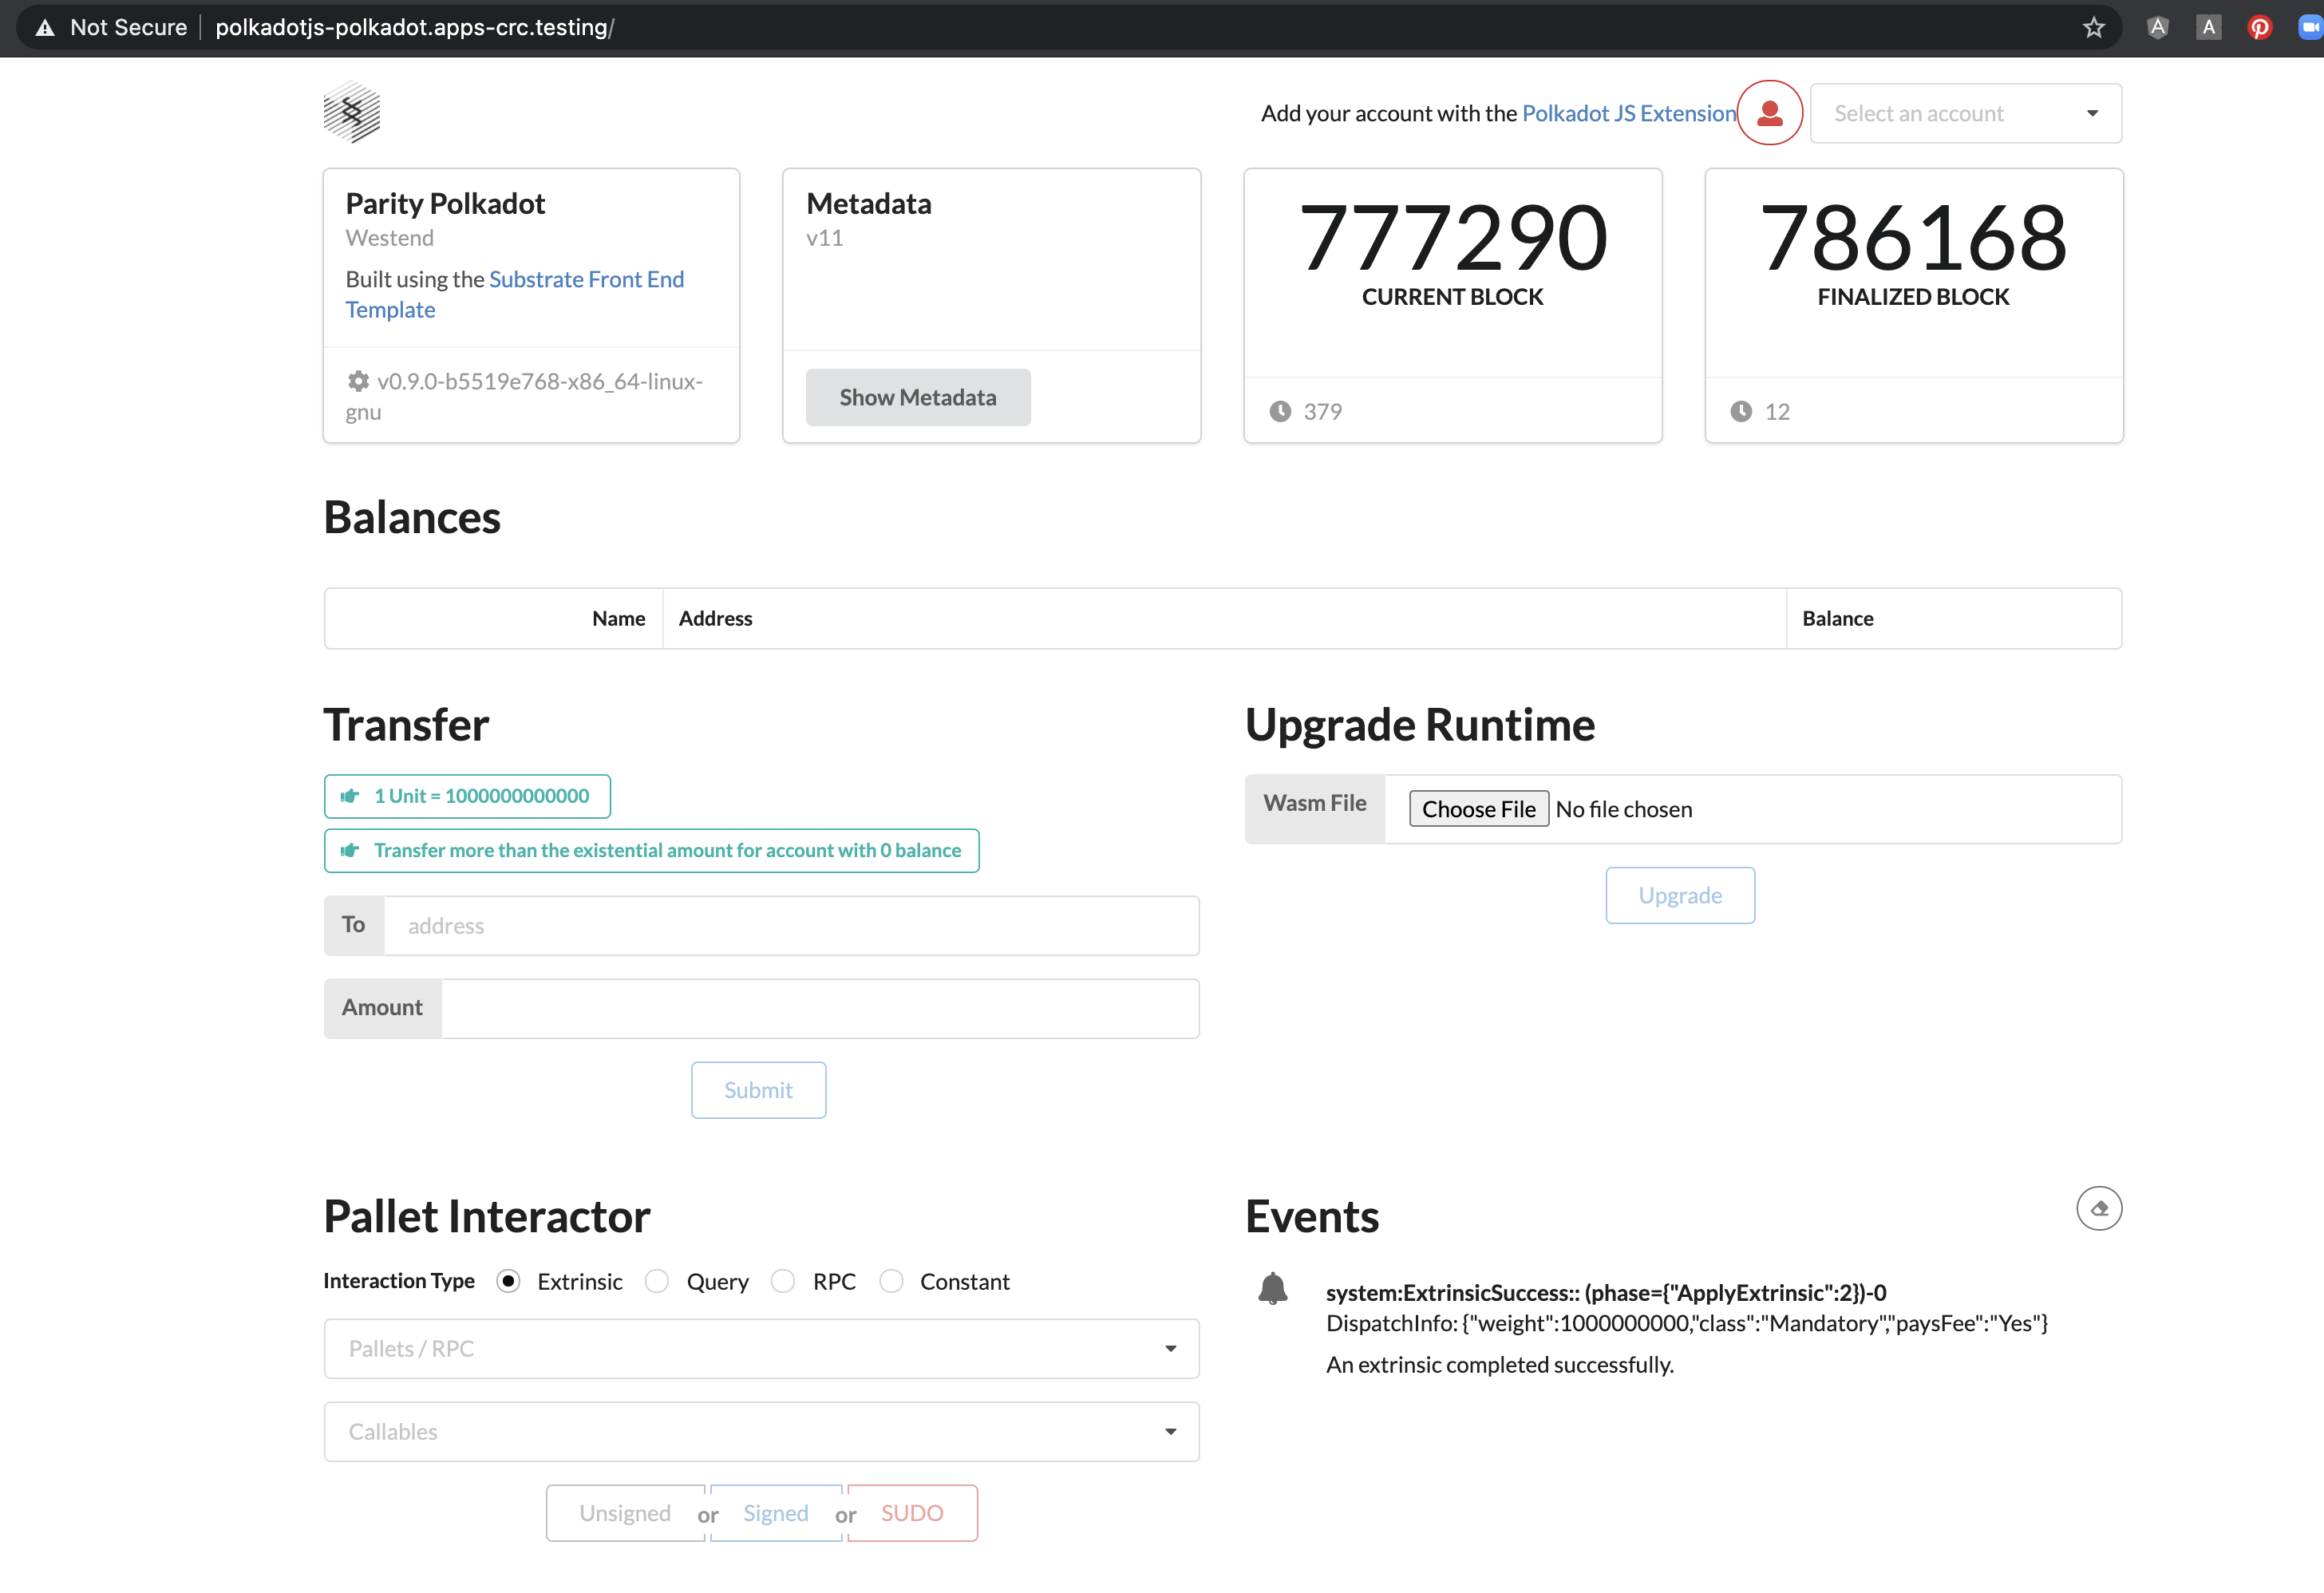 Not Secure | polkadotjs-polkadot.apps-crc.testing/
Add your account with the Polkadot JS Extension
Select an account
Parity Polkadot
Westend
Built using the Substrate Front End
Template
v0.9.0-b5519e768-x86_64-linux-
gnu
Metadata
v11
Show Metadata
777290
CURRENT BLOCK
379
786168
FINALIZED BLOCK
12
Balances
Name Address Balance
Transfer
1 Unit = 1000000000000
Transfer more than the existential amount for account with 0 balance
To address
Amount
Submit
Upgrade Runtime
Wasm File Choose File No file chosen
Upgrade
Pallet Interactor
Interaction Type Extrinsic Query RPC Constant
Pallets / RPC
Callables
Unsigned or Signed or SUDO
Events
system:ExtrinsicSuccess:: (phase={"ApplyExtrinsic":2})-0
DispatchInfo: {"weight":1000000000,"class":"Mandatory","paysFee":"Yes"}
An extrinsic completed successfully.